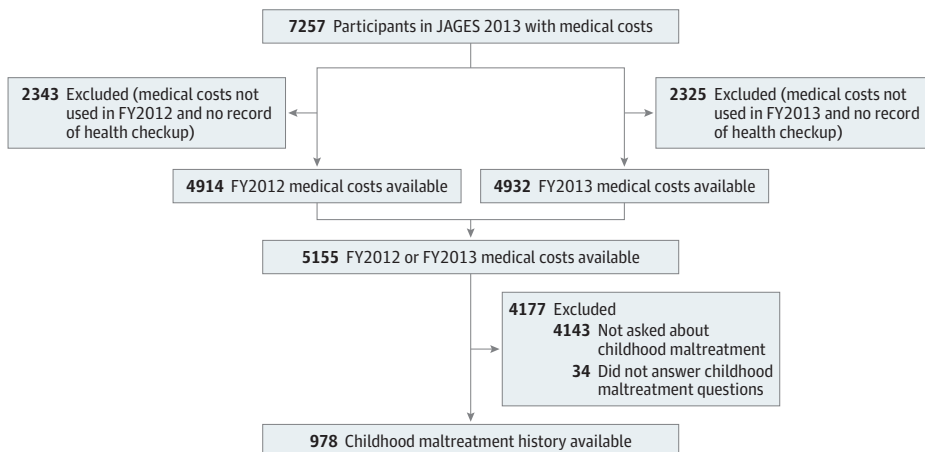 7257 Participants in JAGES 2013 with medical costs
2343 Excluded (medical costs not
used in FY2012 and no record
of health checkup)
2325 Excluded (medical costs not
used in FY2013 and no record
of health checkup)
4914 FY2012 medical costs available
4932 FY2013 medical costs available
5155 FY2012 or FY2013 medical costs available
4177 Excluded
4143 Not asked about
childhood maltreatment
34 Did not answer childhood
maltreatment questions
978 Childhood maltreatment history available